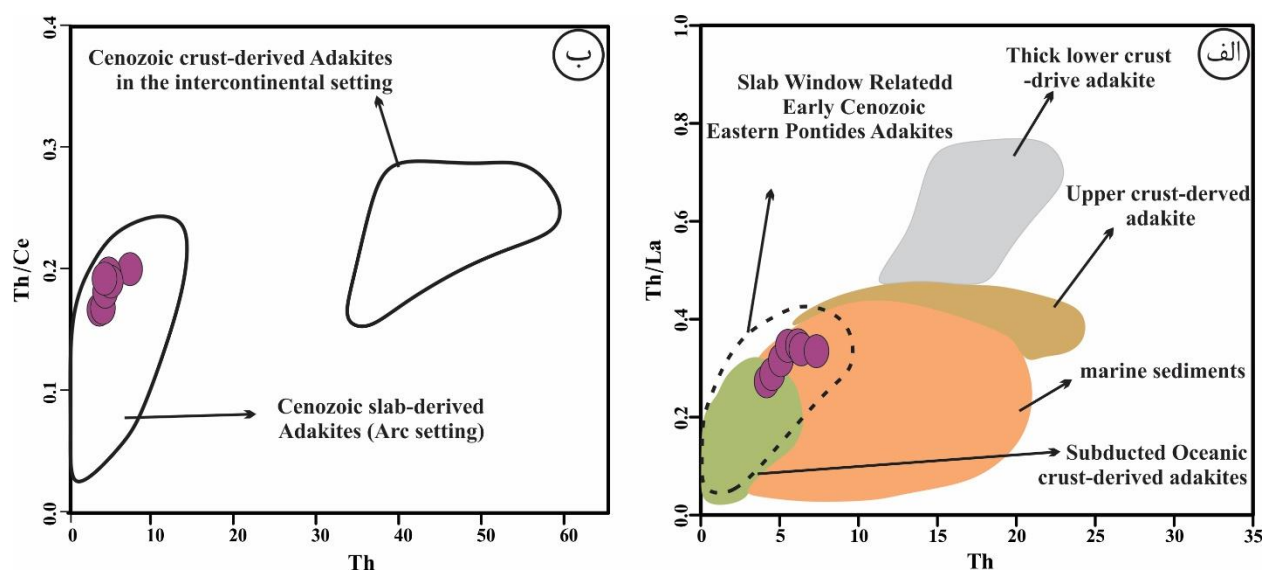 ب
Cenozoic crust-derived Adakites
in the intercontinental setting
Cenozoic slab-derived
Adakites (Arc setting)
Th/Ce
0.4
0.3
0.2
0.1
0.0
0
10
20
30
40
50
60
Th
الف
Thick lower crust
-drive adakite
Slab Window Relatedd
Early Cenozoic
Eastern Pontides Adakites
Upper crust-derved
adakite
marine sediments
Subducted Oceanic
crust-derived adakites
Th/La
1.0
0.8
0.6
0.4
0.2
0.0
0
5
10
15
20
25
30
35
Th